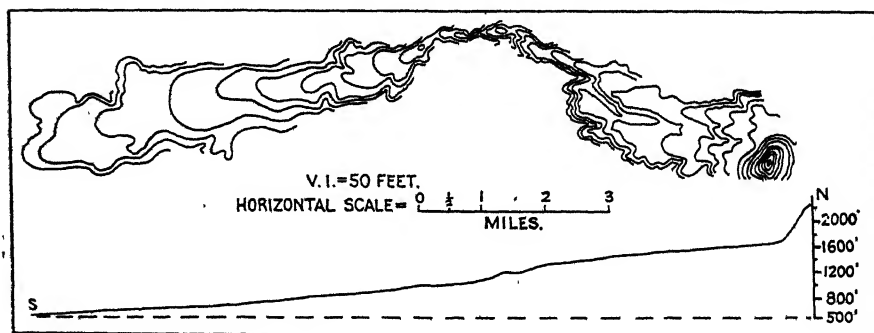 V.I.=50 FEET.
HORIZONTAL SCALE= 0 ½ 1 2 3
MILES.
N
2000'
1600'
1200'
800'
500'
S